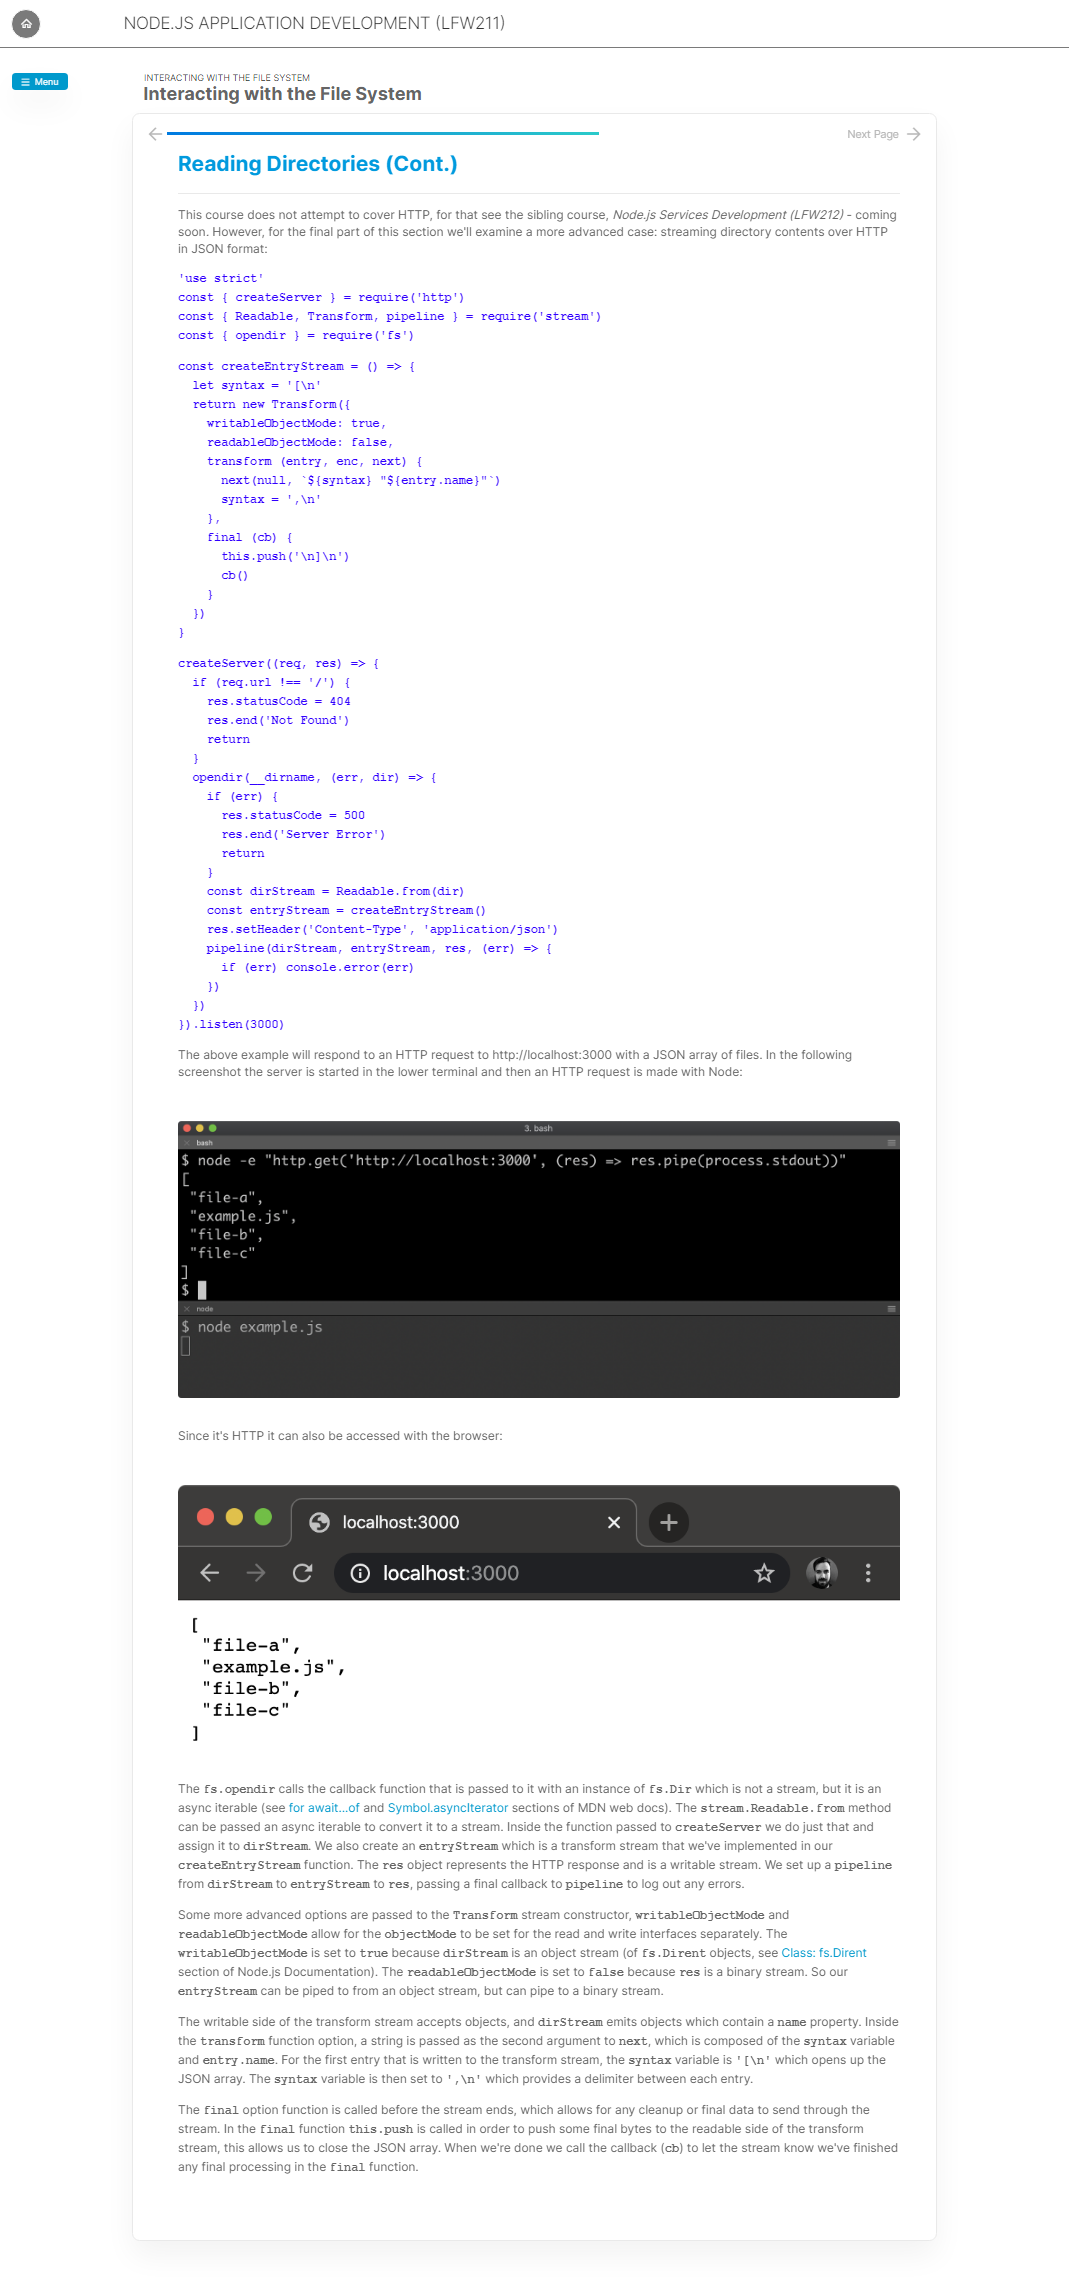 NODE.JS APPLICATION DEVELOPMENT (LFW211)
Menu
INTERACTING WITH THE FILE SYSTEM
Interacting with the File System
Next Page
Reading Directories (Cont.)
This course does not attempt to cover HTTP, for that see the sibling course, Node.js Services Development (LFW212) - coming
soon. However, for the final part of this section we'll examine a more advanced case: streaming directory contents over HTTP
in JSON format:
'use strict'
const { createServer } = require('http')
const { Readable, Transform, pipeline } = require('stream')
const { opendir } = require('fs')
const createEntryStream = () => {
  let syntax = '[\n'
  return new Transform({
    writableObjectMode: true,
    readableObjectMode: false,
    transform (entry, enc, next) {
      next(null, `${syntax} "${entry.name}"`)
      syntax = ',\n'
    },
    final (cb) {
      this.push('\n]\n')
      cb()
    }
  })
}
createServer((req, res) => {
  if (req.url !== '/') {
    res.statusCode = 404
    res.end('Not Found')
    return
  }
  opendir(__dirname, (err, dir) => {
    if (err) {
      res.statusCode = 500
      res.end('Server Error')
      return
    }
    const dirStream = Readable.from(dir)
    const entryStream = createEntryStream()
    res.setHeader('Content-Type', 'application/json')
    pipeline(dirStream, entryStream, res, (err) => {
      if (err) console.error(err)
    })
  })
}).listen(3000)
The above example will respond to an HTTP request to http://localhost:3000 with a JSON array of files. In the following
screenshot the server is started in the lower terminal and then an HTTP request is made with Node:
3. bash
bash
$ node -e "http.get('http://localhost:3000', (res) => res.pipe(process.stdout))"
[
 "file-a",
 "example.js",
 "file-b",
 "file-c"
]
$
node
$ node example.js
Since it's HTTP it can also be accessed with the browser:
localhost:3000
localhost:3000
[
 "file-a",
 "example.js",
 "file-b",
 "file-c"
]
The fs.opendir calls the callback function that is passed to it with an instance of fs.Dir which is not a stream, but it is an
async iterable (see for await...of and Symbol.asyncIterator sections of MDN web docs). The stream.Readable.from method
can be passed an async iterable to convert it to a stream. Inside the function passed to createServer we do just that and
assign it to dirStream. We also create an entryStream which is a transform stream that we've implemented in our
createEntryStream function. The res object represents the HTTP response and is a writable stream. We set up a pipeline
from dirStream to entryStream to res, passing a final callback to pipeline to log out any errors.
Some more advanced options are passed to the Transform stream constructor, writableObjectMode and
readableObjectMode allow for the objectMode to be set for the read and write interfaces separately. The
writableObjectMode is set to true because dirStream is an object stream (of fs.Dirent objects, see Class: fs.Dirent
section of Node.js Documentation). The readableObjectMode is set to false because res is a binary stream. So our
entryStream can be piped to from an object stream, but can pipe to a binary stream.
The writable side of the transform stream accepts objects, and dirStream emits objects which contain a name property. Inside
the transform function option, a string is passed as the second argument to next, which is composed of the syntax variable
and entry.name. For the first entry that is written to the transform stream, the syntax variable is '[\n' which opens up the
JSON array. The syntax variable is then set to ',\n' which provides a delimiter between each entry.
The final option function is called before the stream ends, which allows for any cleanup or final data to send through the
stream. In the final function this.push is called in order to push some final bytes to the readable side of the transform
stream, this allows us to close the JSON array. When we're done we call the callback (cb) to let the stream know we've finished
any final processing in the final function.